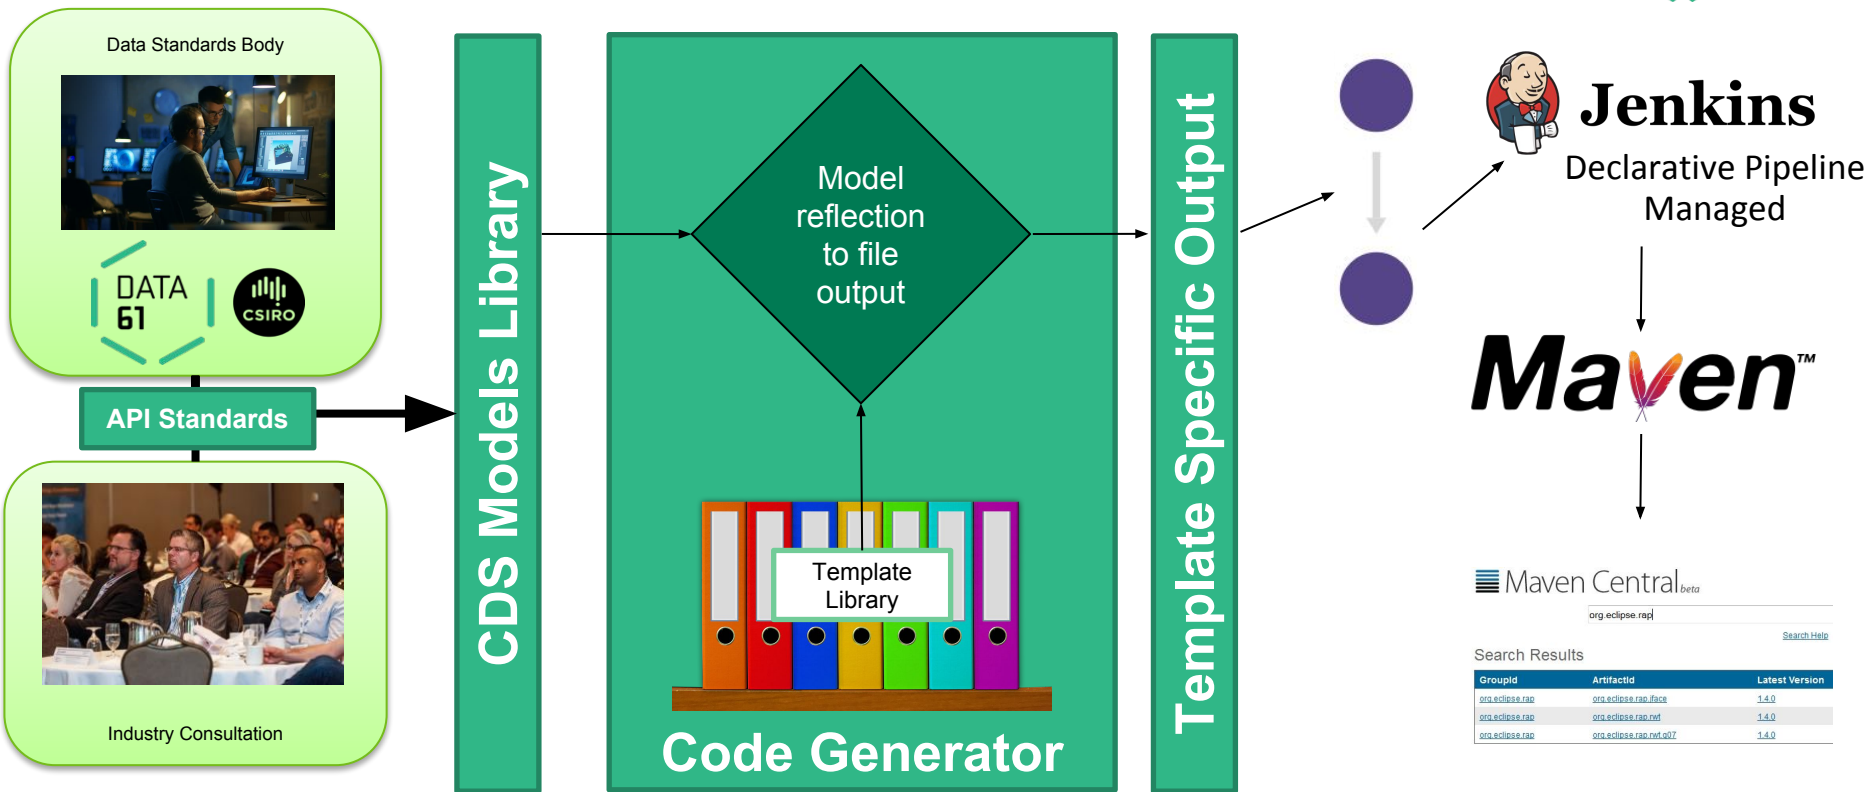 Data Standards Body
DATA
61
CSIRO
API Standards
Industry Consultation
CDS Models Library
Model
reflection
to file
output
Template
Library
Code Generator
Template Specific Output
Jenkins
Declarative Pipeline
Managed
Maven™
Maven Central beta
org.eclipse.rap
Search Help
Search Results
GroupId ArtifactId Latest Version
org.eclipse.rap org.eclipse.rap.jface 1.4.0
org.eclipse.rap org.eclipse.rap.rwt 1.4.0
org.eclipse.rap org.eclipse.rap.rwt.q07 1.4.0